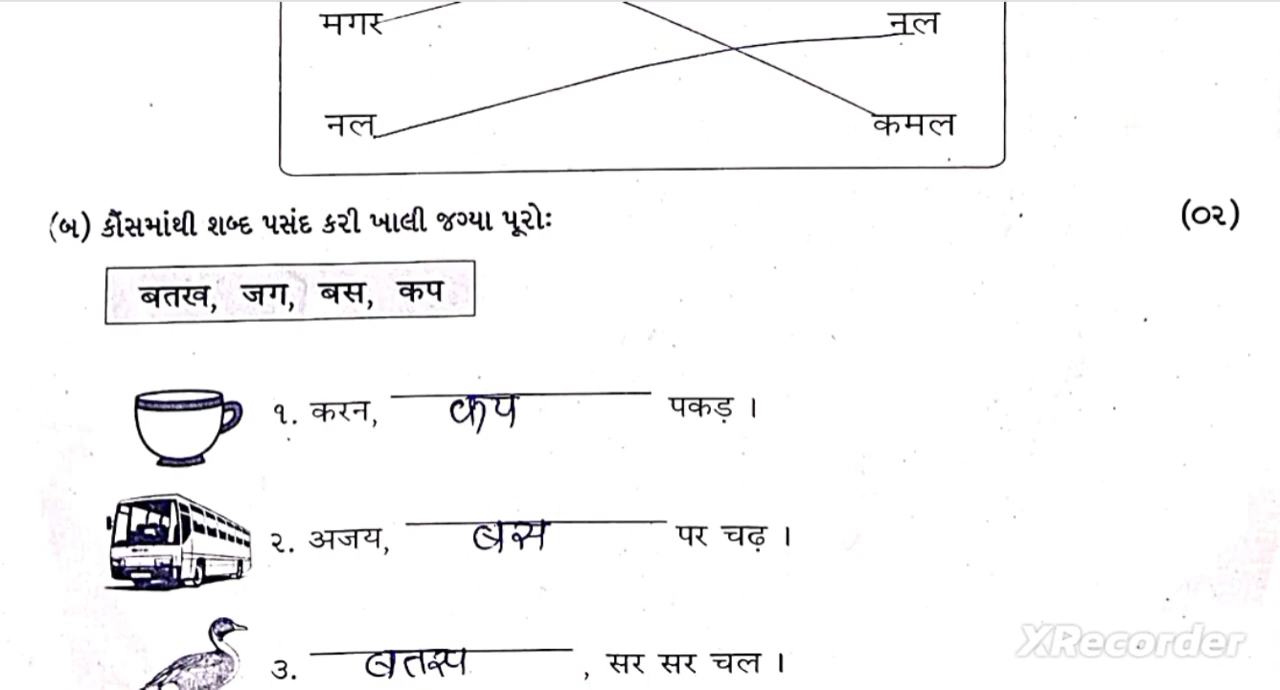 मगर नल
नल कमल
(બ) કૌંસમાંથી શબ્દ પસંદ કરી ખાલી જગ્યા પૂરોઃ (૦૨)
बतख, जग, बस, कप
१. करन, कप पकड़ ।
२. अजय, बस पर चढ़ ।
૩. बतख, सर सर चल ।
XRecorder